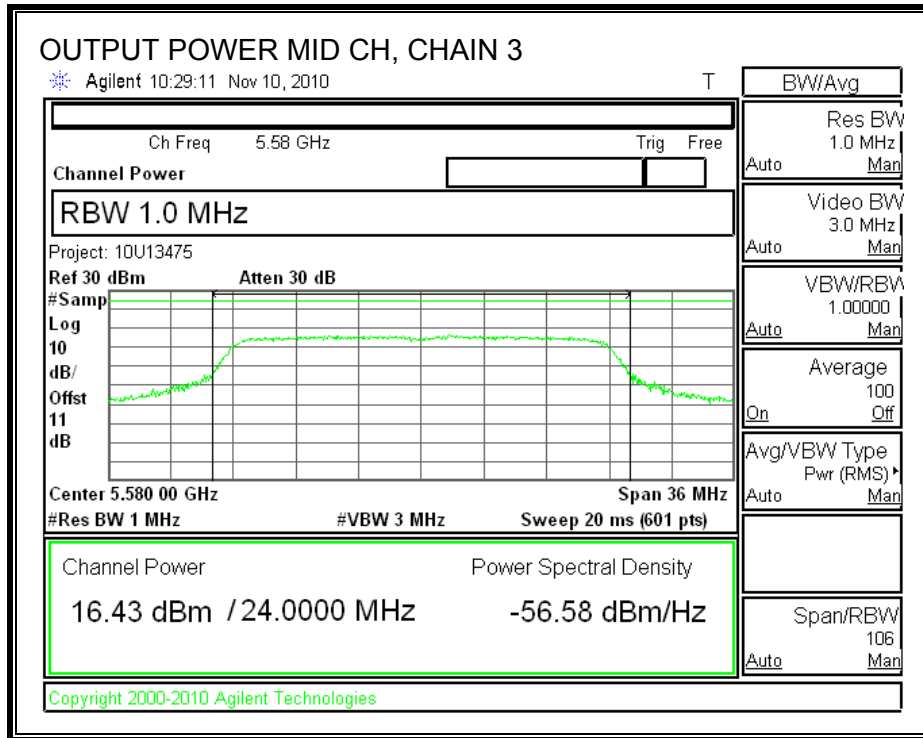 OUTPUT POWER MID CH, CHAIN 3
Agilent 10:29:11 Nov 10, 2010 T
Ch Freq 5.58 GHz Trig Free
Channel Power
RBW 1.0 MHz
Project: 10U13475
Ref 30 dBm Atten 30 dB
#Samp
Log
10
dB/
Offst
11
dB
Center 5.580 00 GHz Span 36 MHz
#Res BW 1 MHz #VBW 3 MHz Sweep 20 ms (601 pts)
Channel Power Power Spectral Density
16.43 dBm / 24.0000 MHz -56.58 dBm/Hz
Copyright 2000-2010 Agilent Technologies
BW/Avg
Res BW
1.0 MHz
Auto Man
Video BW
3.0 MHz
Auto Man
VBW/RBW
1.00000
Auto Man
Average
100
On Off
Avg/VBW Type
Pwr (RMS)
Auto Man
Span/RBW
106
Auto Man